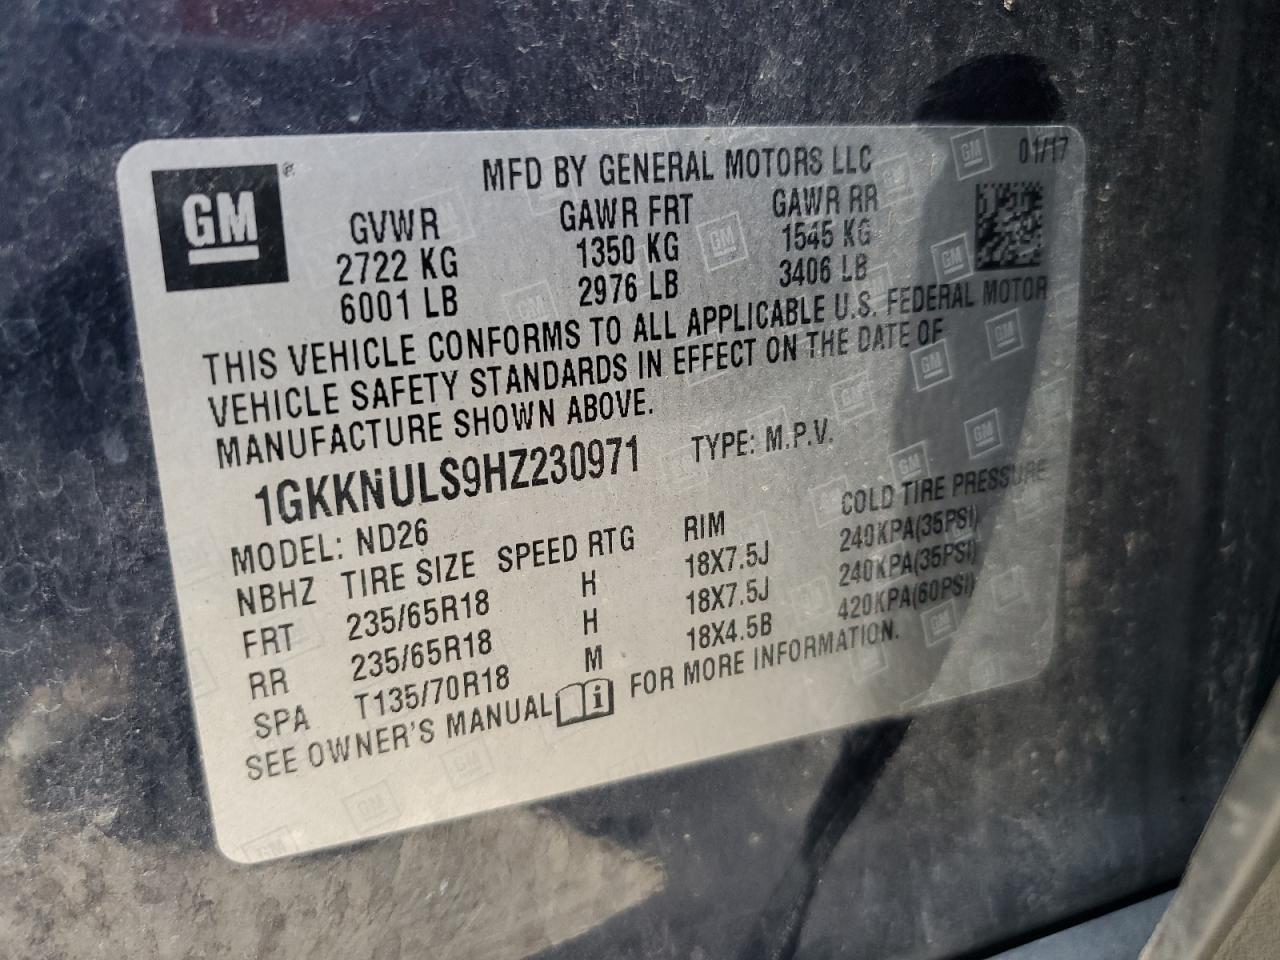 GM ®
MFD BY GENERAL MOTORS LLC 01/17
GVWR GAWR FRT GAWR RR
2722 KG 1350 KG 1545 KG
6001 LB 2976 LB 3406 LB
THIS VEHICLE CONFORMS TO ALL APPLICABLE U.S. FEDERAL MOTOR
VEHICLE SAFETY STANDARDS IN EFFECT ON THE DATE OF
MANUFACTURE SHOWN ABOVE.
1GKKNULS9HZ230971 TYPE: M.P.V.
MODEL: ND26
NBHZ TIRE SIZE SPEED RTG RIM COLD TIRE PRESSURE
FRT 235/65R18 H 18X7.5J 240KPA(35PSI)
RR 235/65R18 H 18X7.5J 240KPA(35PSI)
SPA T135/70R18 M 18X4.5B 420KPA(60PSI)
SEE OWNER'S MANUAL i FOR MORE INFORMATION.